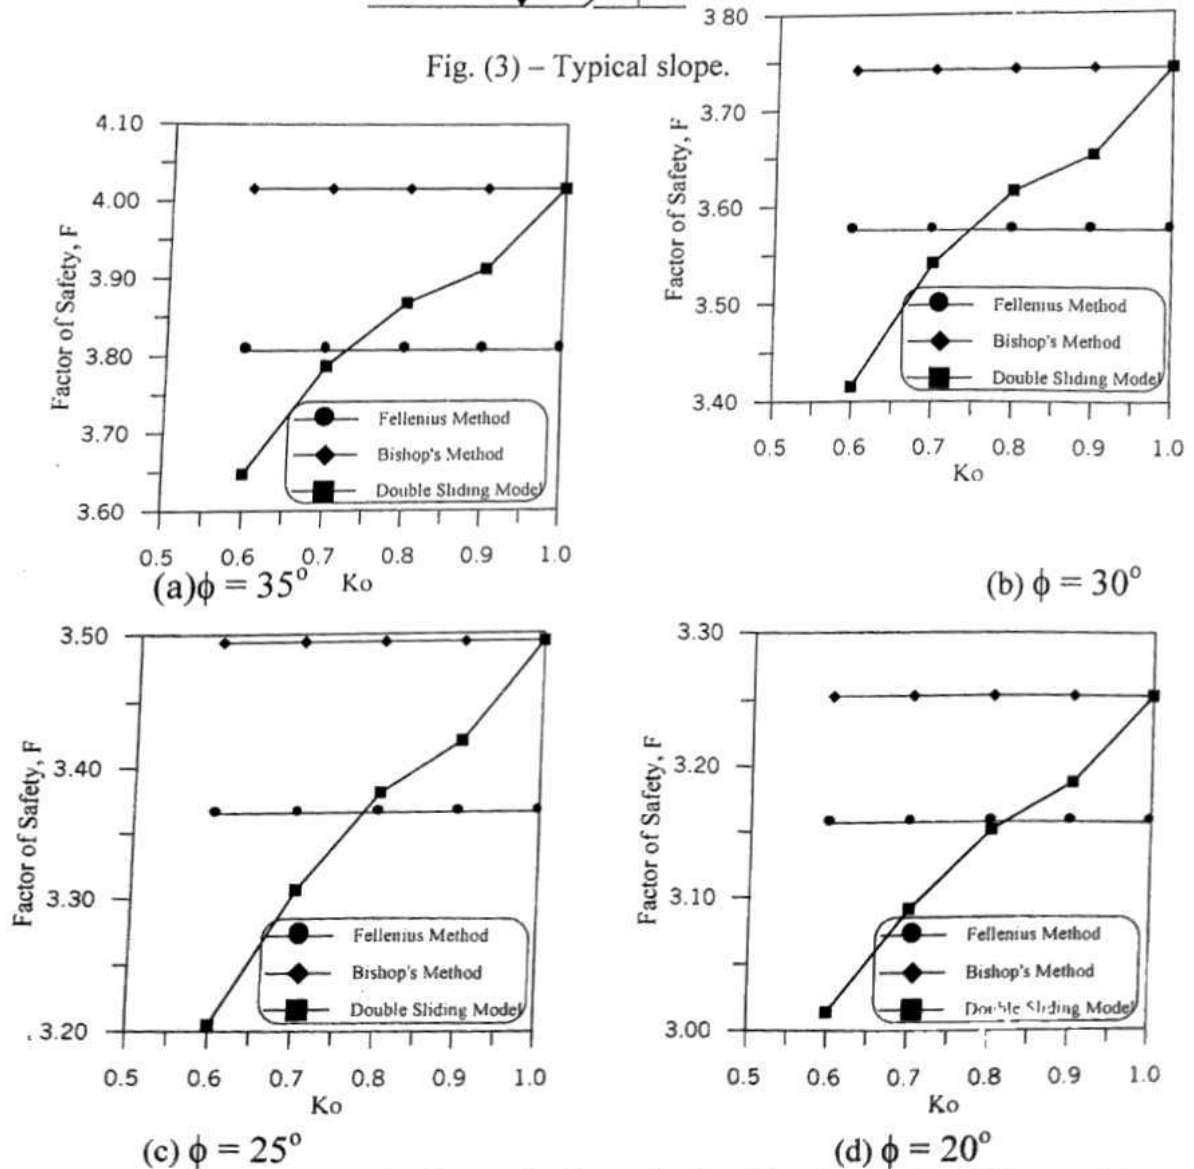 Fig. (3) – Typical slope.
Factor of Safety, F
4.10
4.00
3.90
3.80
3.70
3.60
Fellenius Method
Bishop's Method
Double Sliding Model
0.5 0.6 0.7 0.8 0.9 1.0
Ko
(a)ϕ = 35°
Factor of Safety, F
3.80
3.70
3.60
3.50
3.40
Fellenius Method
Bishop's Method
Double Sliding Model
0.5 0.6 0.7 0.8 0.9 1.0
Ko
(b) ϕ = 30°
Factor of Safety, F
3.50
3.40
3.30
3.20
Fellenius Method
Bishop's Method
Double Sliding Model
0.5 0.6 0.7 0.8 0.9 1.0
Ko
(c) ϕ = 25°
Factor of Safety, F
3.30
3.20
3.10
3.00
Fellenius Method
Bishop's Method
Double Sliding Model
0.5 0.6 0.7 0.8 0.9 1.0
Ko
(d) ϕ = 20°